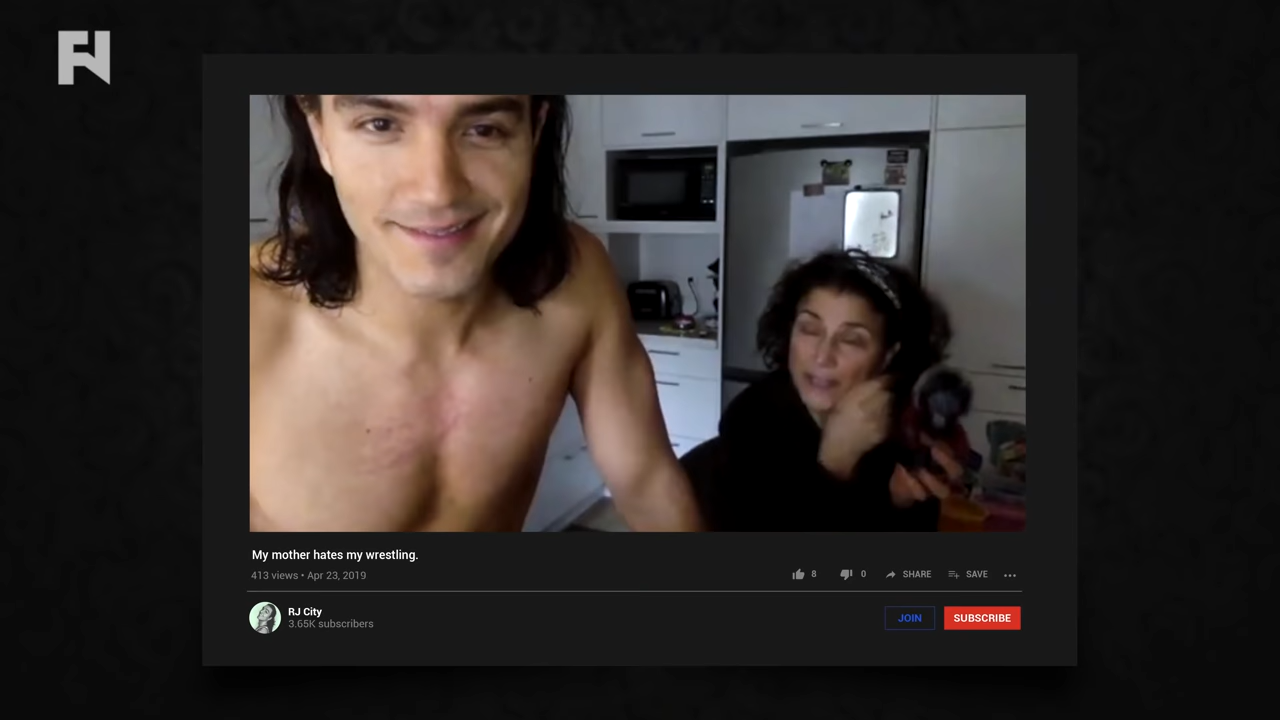 FN
My mother hates my wrestling.
413 views • Apr 23, 2019
8
0
SHARE
SAVE
RJ City
3.65K subscribers
JOIN
SUBSCRIBE